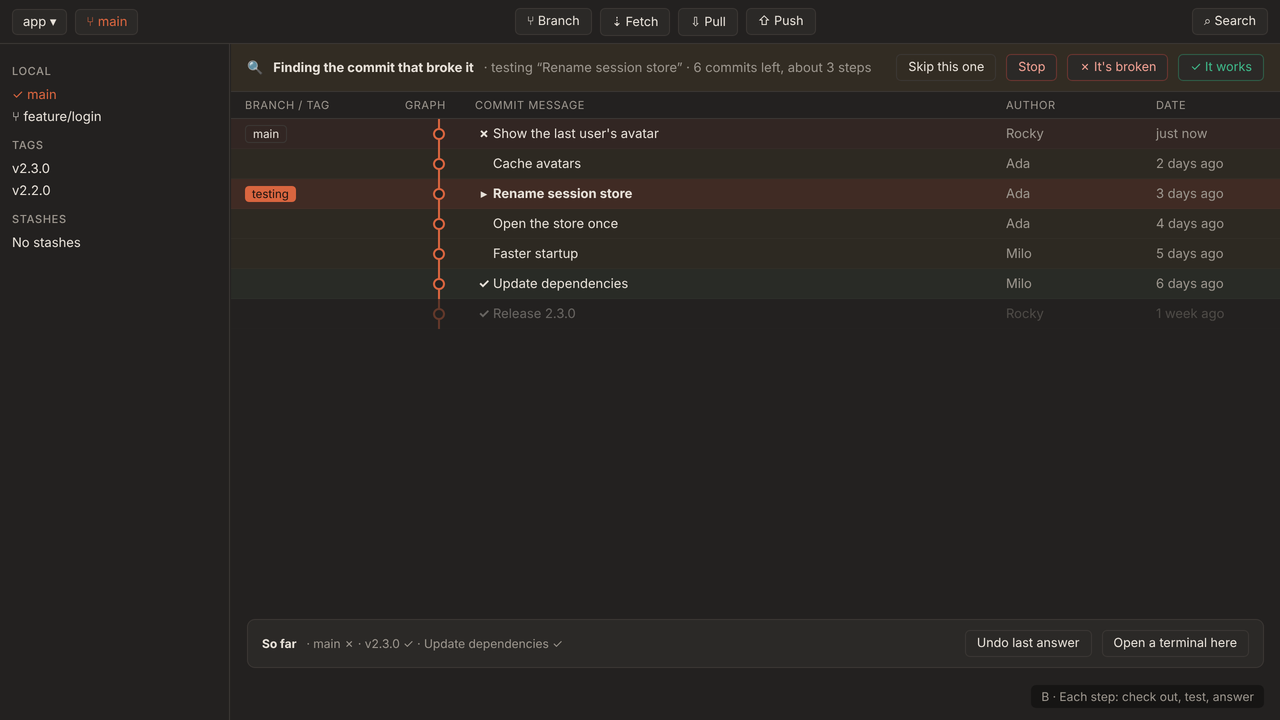 app ▾
⑂ main
⑂ Branch
⇣ Fetch
⇩ Pull
⇧ Push
⌕ Search
LOCAL
✓ main
⑂ feature/login
TAGS
v2.3.0
v2.2.0
STASHES
No stashes
🔍 Finding the commit that broke it · testing “Rename session store” · 6 commits left, about 3 steps
Skip this one
Stop
× It's broken
✓ It works
BRANCH / TAG GRAPH COMMIT MESSAGE AUTHOR DATE
main × Show the last user's avatar Rocky just now
Cache avatars Ada 2 days ago
testing ▸ Rename session store Ada 3 days ago
Open the store once Ada 4 days ago
Faster startup Milo 5 days ago
✓ Update dependencies Milo 6 days ago
✓ Release 2.3.0 Rocky 1 week ago
So far · main × · v2.3.0 ✓ · Update dependencies ✓
Undo last answer
Open a terminal here
B · Each step: check out, test, answer